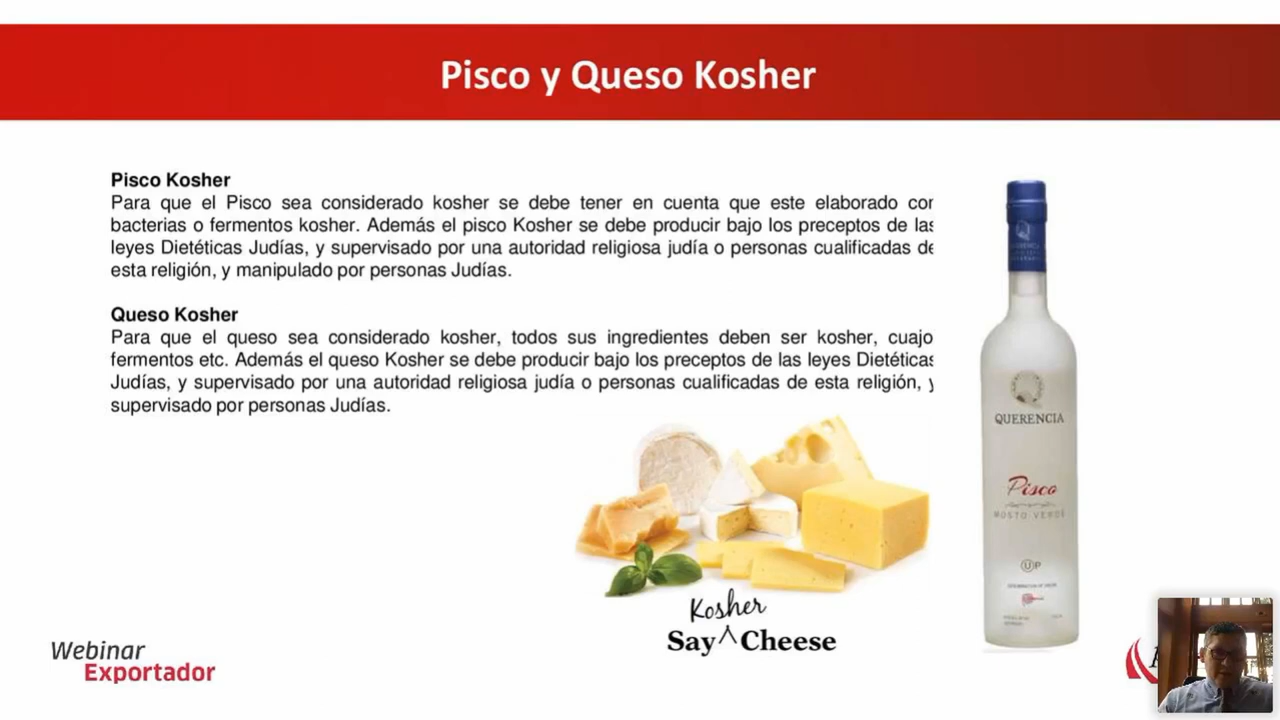 Pisco y Queso Kosher
Pisco Kosher
Para que el Pisco sea considerado kosher se debe tener en cuenta que este elaborado con
bacterias o fermentos kosher. Además el pisco Kosher se debe producir bajo los preceptos de las
leyes Dietéticas Judías, y supervisado por una autoridad religiosa judía o personas cualificadas de
esta religión, y manipulado por personas Judías.
Queso Kosher
Para que el queso sea considerado kosher, todos sus ingredientes deben ser kosher, cuajo
fermentos etc. Además el queso Kosher se debe producir bajo los preceptos de las leyes Dietéticas
Judías, y supervisado por una autoridad religiosa judía o personas cualificadas de esta religión, y
supervisado por personas Judías.
QUERENCIA
QUERENCIA
Pisco
MOSTO VERDE
ⓊP
Kosher
Say Cheese
Webinar
Exportador